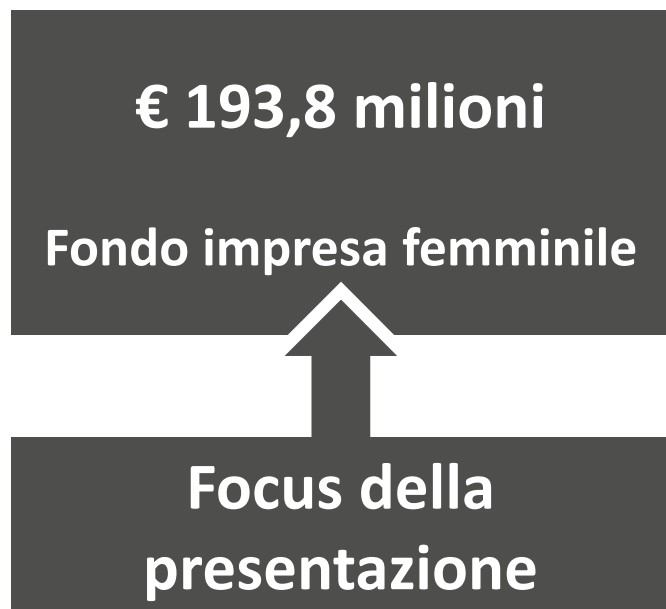 € 193,8 milioni
Fondo impresa femminile
Focus della
presentazione